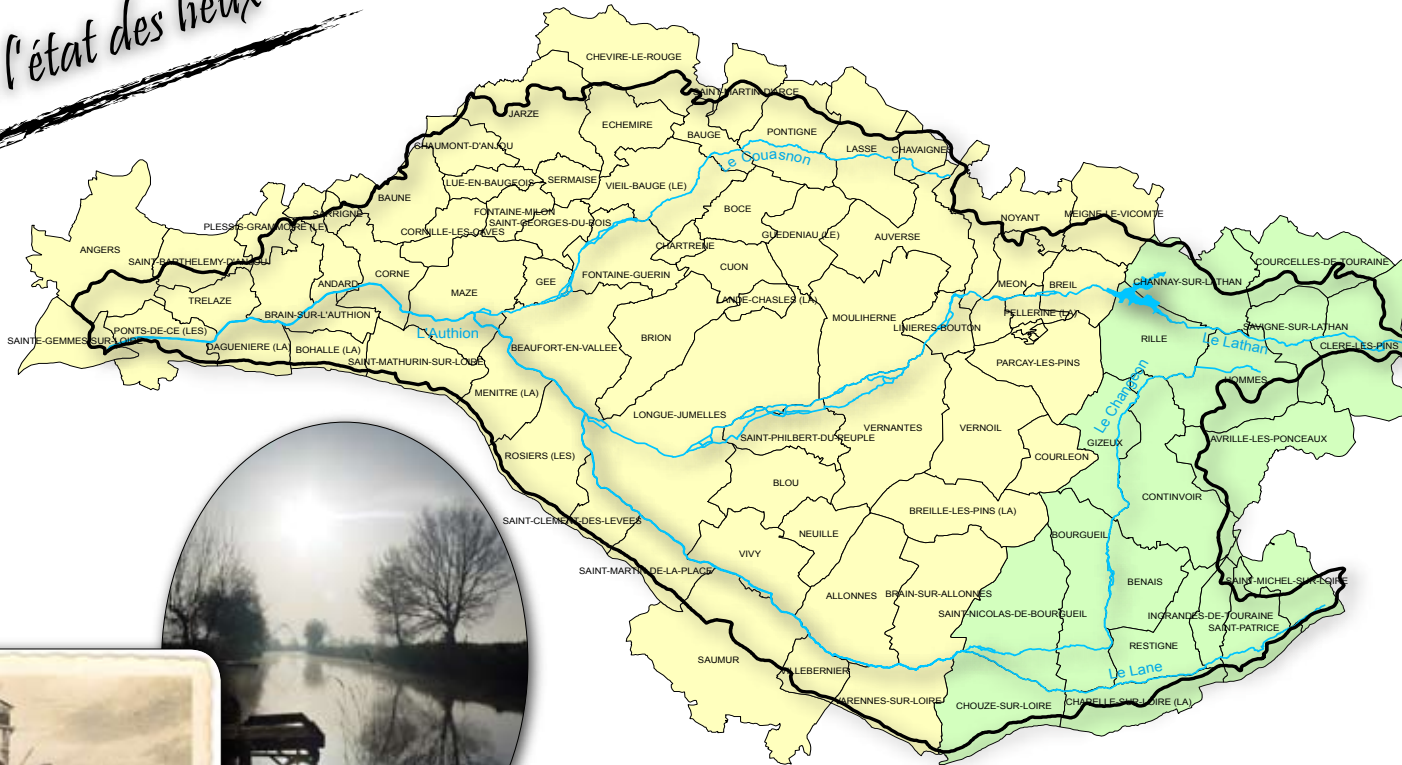 l'état des lieux
CHEVIRE-LE-ROUGE
SAINT-MARTIN-D'ARCE
JARZE
ECHEMIRE
BAUGE
PONTIGNE
LASSE
CHAVAIGNES
CHAUMONT-D'ANJOU
Le Couasnon
LUE-EN-BAUGEOIS
SERMAISE
VIEIL-BAUGE (LE)
BAUNE
FONTAINE-MILON
SAINT-GEORGES-DU-BOIS
BOCE
SARRIGNE
PLESSIS-GRAMMOIRE (LE)
CORNILLE-LES-CAVES
CHARTRENE
GUEDENIAU (LE)
AUVERSE
NOYANT
MEIGNE-LE-VICOMTE
ANGERS
SAINT-BARTHELEMY-D'ANJOU
CORNE
ANDARD
MAZE
GEE
FONTAINE-GUERIN
CUON
LANDE-CHASLES (LA)
MEON
BREIL
CHANNAY-SUR-LATHAN
COURCELLES-DE-TOURAINE
TRELAZE
BRAIN-SUR-L'AUTHION
MOULIHERNE
LINIERES-BOUTON
PELLERINE (LA)
SAVIGNE-SUR-LATHAN
PONTS-DE-CE (LES)
SAINTE-GEMMES-SUR-LOIRE
DAGUENIERE (LA)
BOHALLE (LA)
L'Authion
SAINT-MATHURIN-SUR-LOIRE
BEAUFORT-EN-VALLEE
BRION
RILLE
Le Lathan
CLERE-LES-PINS
PARCAY-LES-PINS
HOMMES
MENITRE (LA)
LONGUE-JUMELLES
Le Changeon
SAINT-PHILBERT-DU-PEUPLE
VERNANTES
VERNOIL
GIZEUX
AVRILLE-LES-PONCEAUX
ROSIERS (LES)
COURLEON
BLOU
CONTINVOIR
BREILLE-LES-PINS (LA)
SAINT-CLEMENT-DES-LEVEES
NEUILLE
BOURGUEIL
VIVY
SAINT-MARTIN-DE-LA-PLACE
BENAIS
SAINT-MICHEL-SUR-LOIRE
ALLONNES
BRAIN-SUR-ALLONNES
SAINT-NICOLAS-DE-BOURGUEIL
INGRANDES-DE-TOURAINE
SAINT-PATRICE
RESTIGNE
SAUMUR
VILLEBERNIER
Le Lane
VARENNES-SUR-LOIRE
CHOUZE-SUR-LOIRE
CHAPELLE-SUR-LOIRE (LA)